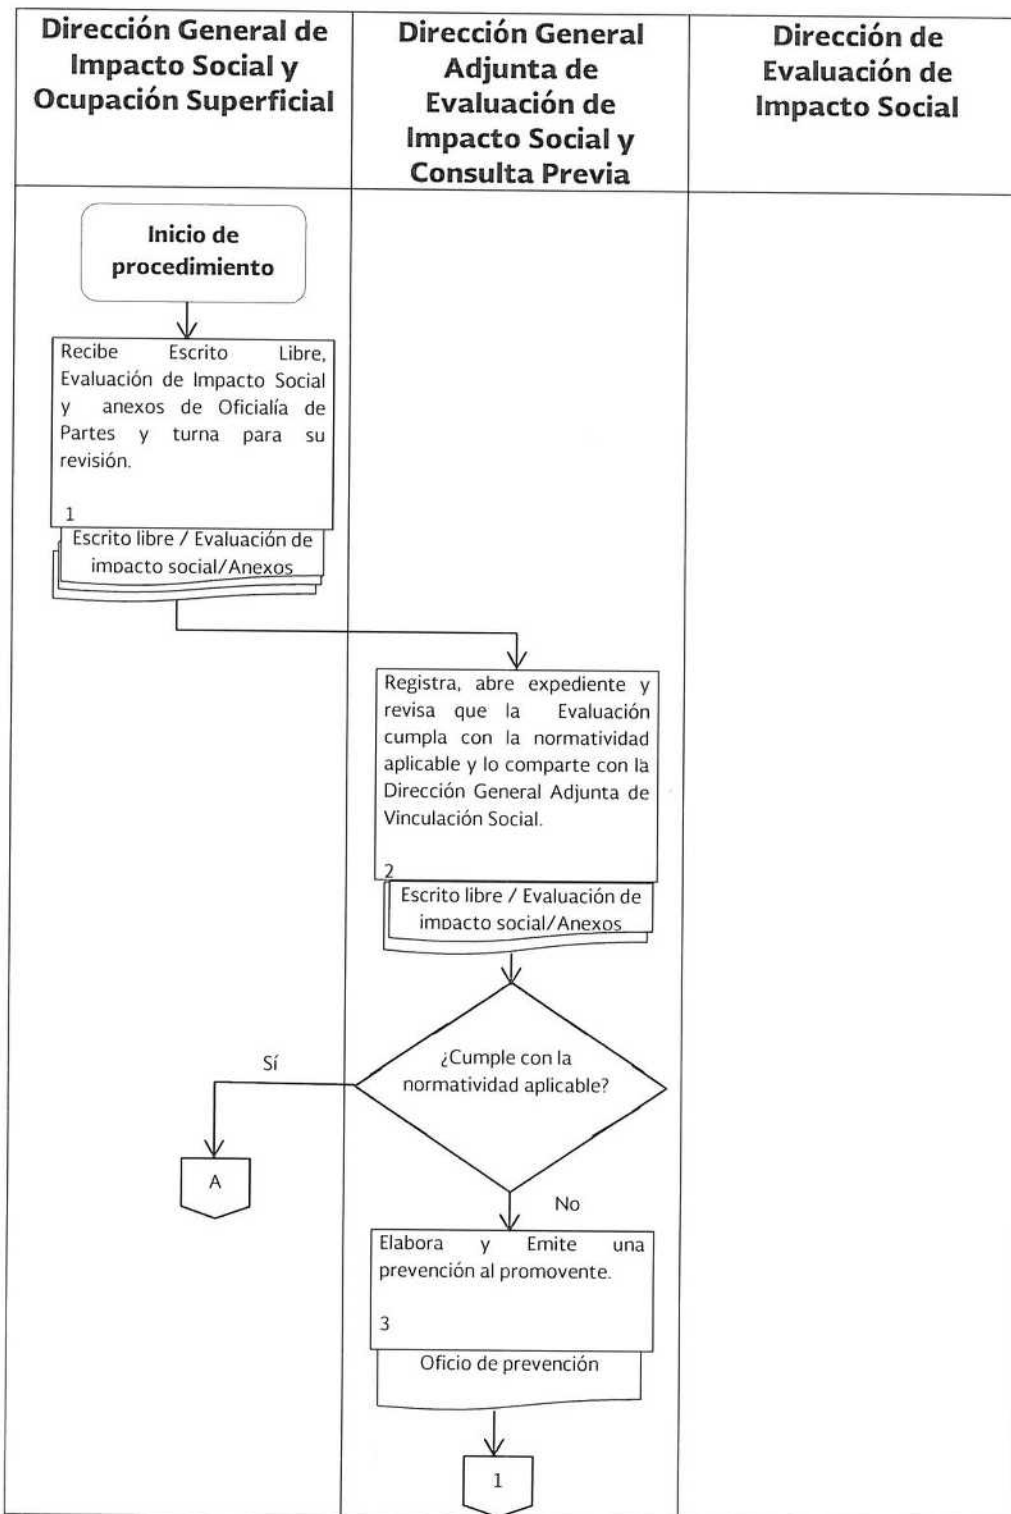 Dirección General de
Impacto Social y
Ocupación Superficial
Dirección General
Adjunta de
Evaluación de
Impacto Social y
Consulta Previa
Dirección de
Evaluación de
Impacto Social
Inicio de
procedimiento
Recibe Escrito Libre,
Evaluación de Impacto Social
y anexos de Oficialía de
Partes y turna para su
revisión.
1
Escrito libre / Evaluación de
impacto social/Anexos
Registra, abre expediente y
revisa que la Evaluación
cumpla con la normatividad
aplicable y lo comparte con la
Dirección General Adjunta de
Vinculación Social.
2
Escrito libre / Evaluación de
impacto social/Anexos
¿Cumple con la
normatividad aplicable?
Sí
A
No
Elabora y Emite una
prevención al promovente.
3
Oficio de prevención
1